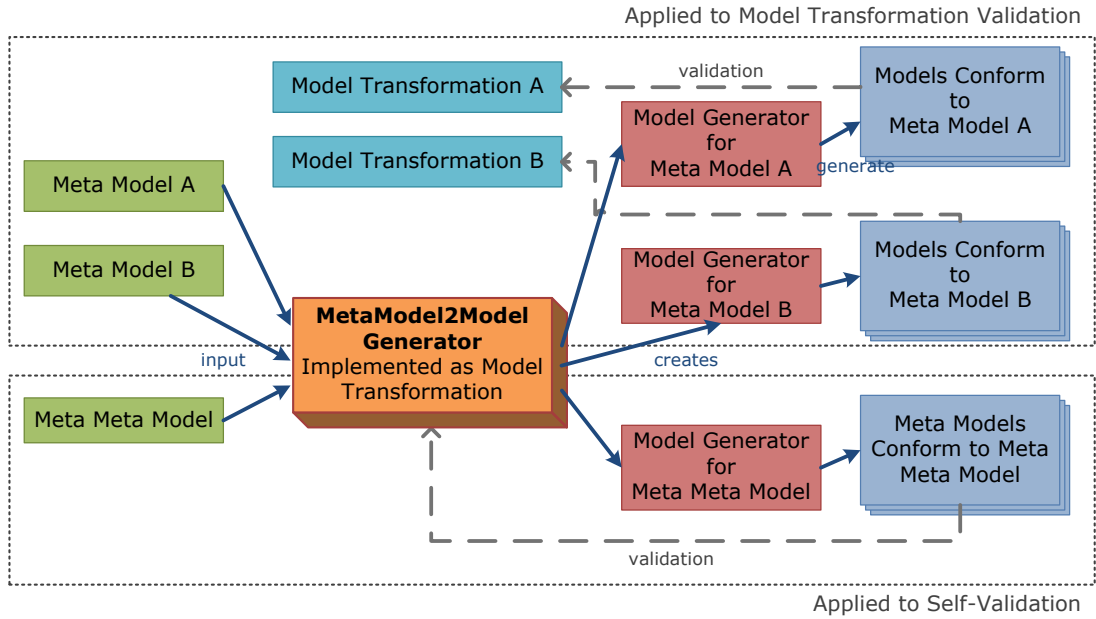 Applied to Model Transformation Validation
Model Transformation A
validation
Models Conform
to
Meta Model A
Model Generator
for
Meta Model A
generate
Model Transformation B
Meta Model A
Meta Model B
Model Generator
for
Meta Model B
Models Conform
to
Meta Model B
MetaModel2Model
Generator
Implemented as Model
Transformation
input
creates
Meta Meta Model
Model Generator
for
Meta Meta Model
Meta Models
Conform to Meta
Meta Model
validation
Applied to Self-Validation